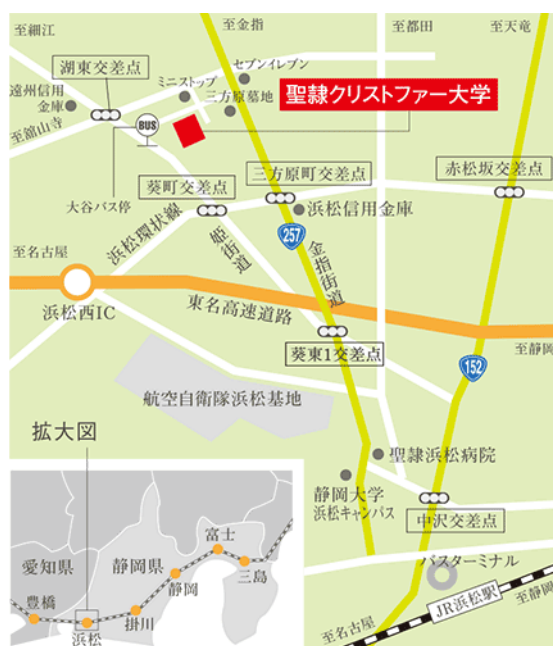 至細江
至金指
至都田
至天竜
湖東交差点
セブンイレブン
ミニストップ
遠州信用
金庫
三方原墓地
聖隷クリストファー大学
BUS
至舘山寺
大谷バス停
葵町交差点
三方原町交差点
赤松坂交差点
浜松信用金庫
浜松環状線
姫街道
257
金指街道
至名古屋
浜松西IC
東名高速道路
葵東1交差点
至静岡
152
航空自衛隊浜松基地
拡大図
聖隷浜松病院
静岡大学
浜松キャンパス
中沢交差点
バスターミナル
JR浜松駅
至名古屋
至静岡
愛知県
静岡県
富士
静岡
三島
豊橋
掛川
浜松